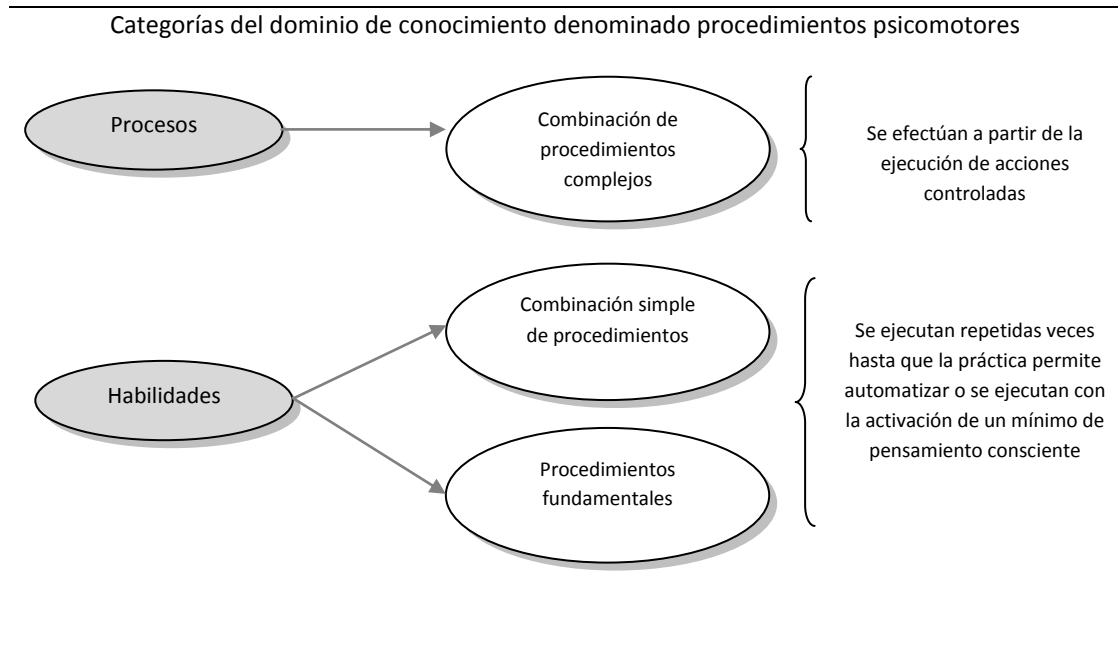 Categorías del dominio de conocimiento denominado procedimientos psicomotores
Procesos
Combinación de
procedimientos
complejos
Se efectúan a partir de la
ejecución de acciones
controladas
Habilidades
Combinación simple
de procedimientos
Procedimientos
fundamentales
Se ejecutan repetidas veces
hasta que la práctica permite
automatizar o se ejecutan con
la activación de un mínimo de
pensamiento consciente